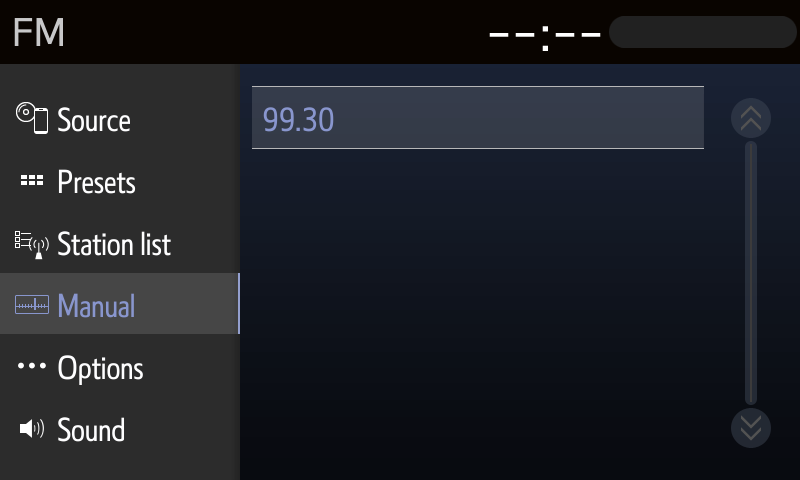 FM
--:--
Source
Presets
Station list
Manual
Options
Sound
99.30